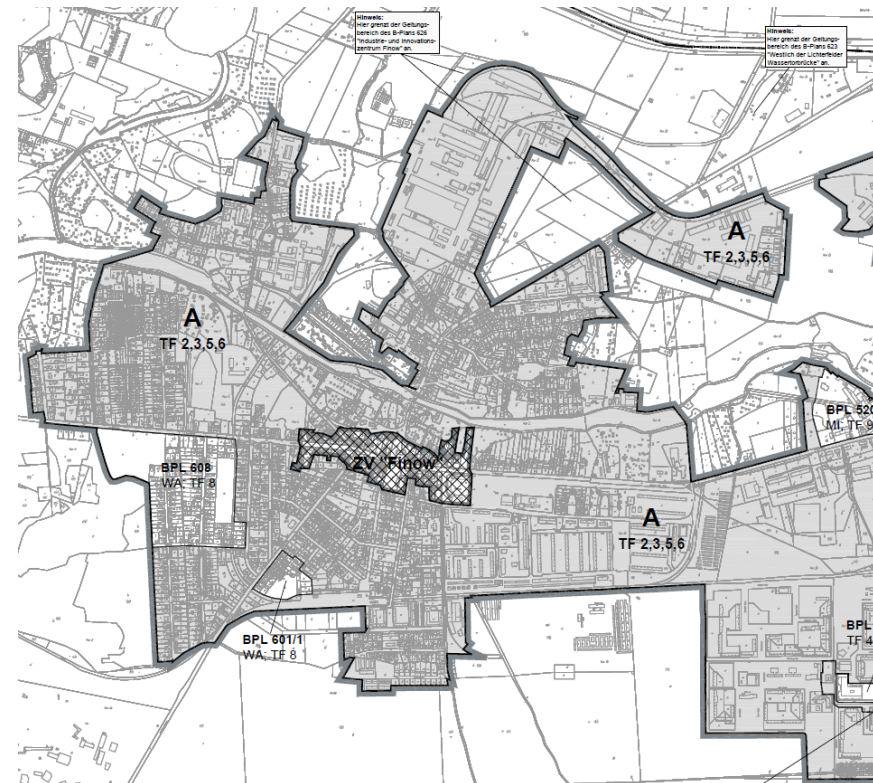 Hinweis:
Hier grenzt der Geltungs-
bereich des B-Plans 626
"Industrie- und Innovations-
zentrum Finow" an.
Hinweis:
Hier grenzt der Geltungs-
bereich des B-Plans 623
"Westlich der Lichterfelder
Wassertorbrücke" an.
A
TF 2,3,5,6
A
TF 2,3,5,6
BPL 520
MI; TF 9
ZV "Finow"
BPL 608
WA; TF 8
A
TF 2,3,5,6
BPL 601/1
WA; TF 8
BPL
TF 4